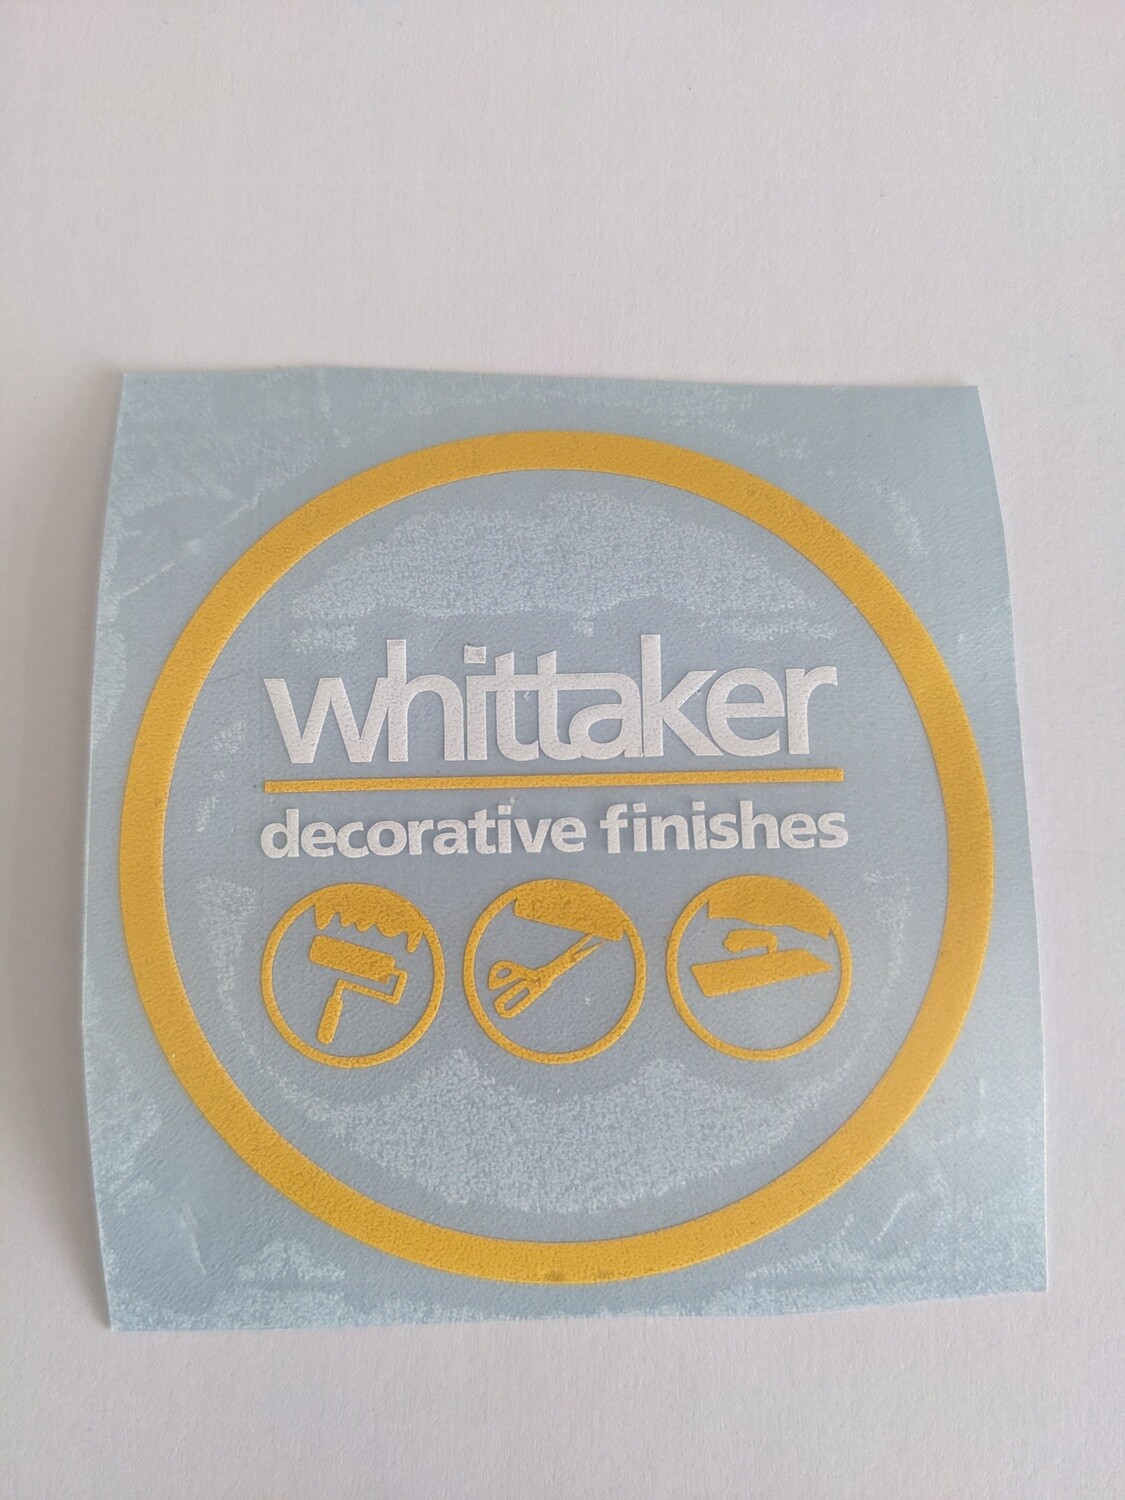 whittaker
decorative finishes